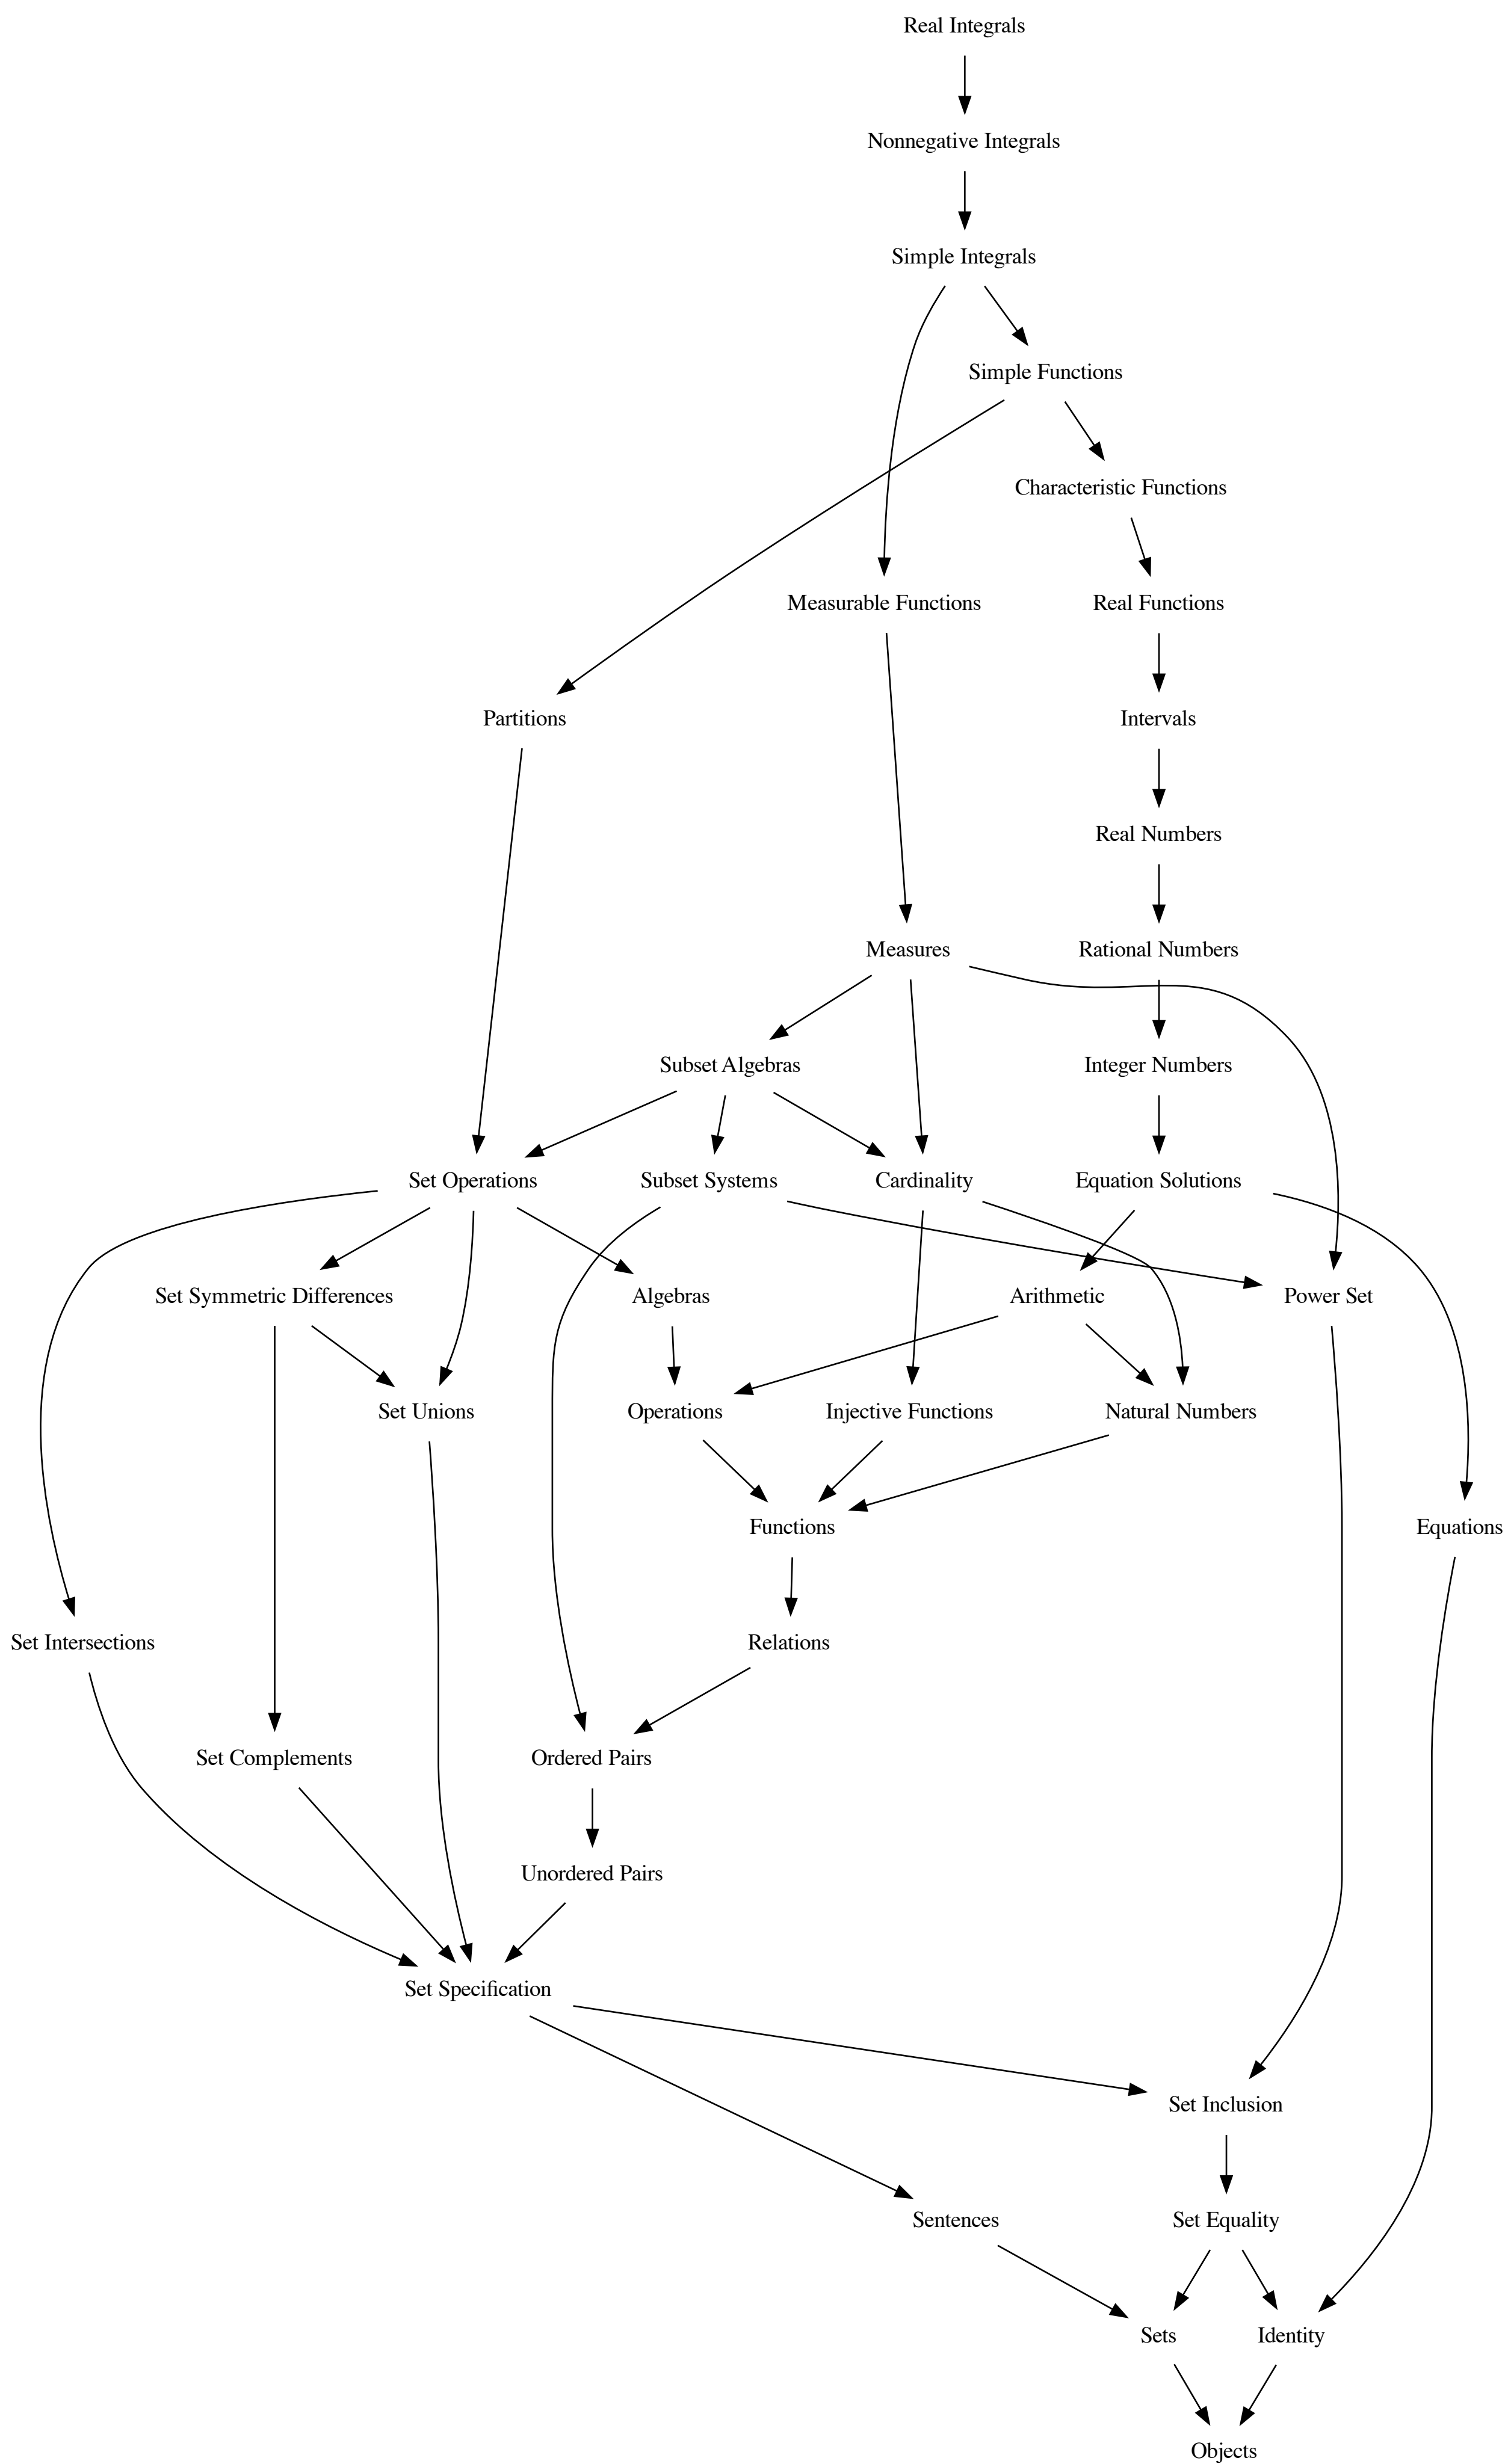 Real Integrals
Nonnegative Integrals
Simple Integrals
Simple Functions
Characteristic Functions
Measurable Functions
Real Functions
Partitions
Intervals
Real Numbers
Measures
Rational Numbers
Subset Algebras
Integer Numbers
Set Operations
Subset Systems
Cardinality
Equation Solutions
Set Symmetric Differences
Algebras
Arithmetic
Power Set
Set Unions
Operations
Injective Functions
Natural Numbers
Functions
Equations
Set Intersections
Relations
Set Complements
Ordered Pairs
Unordered Pairs
Set Specification
Set Inclusion
Sentences
Set Equality
Sets
Identity
Objects